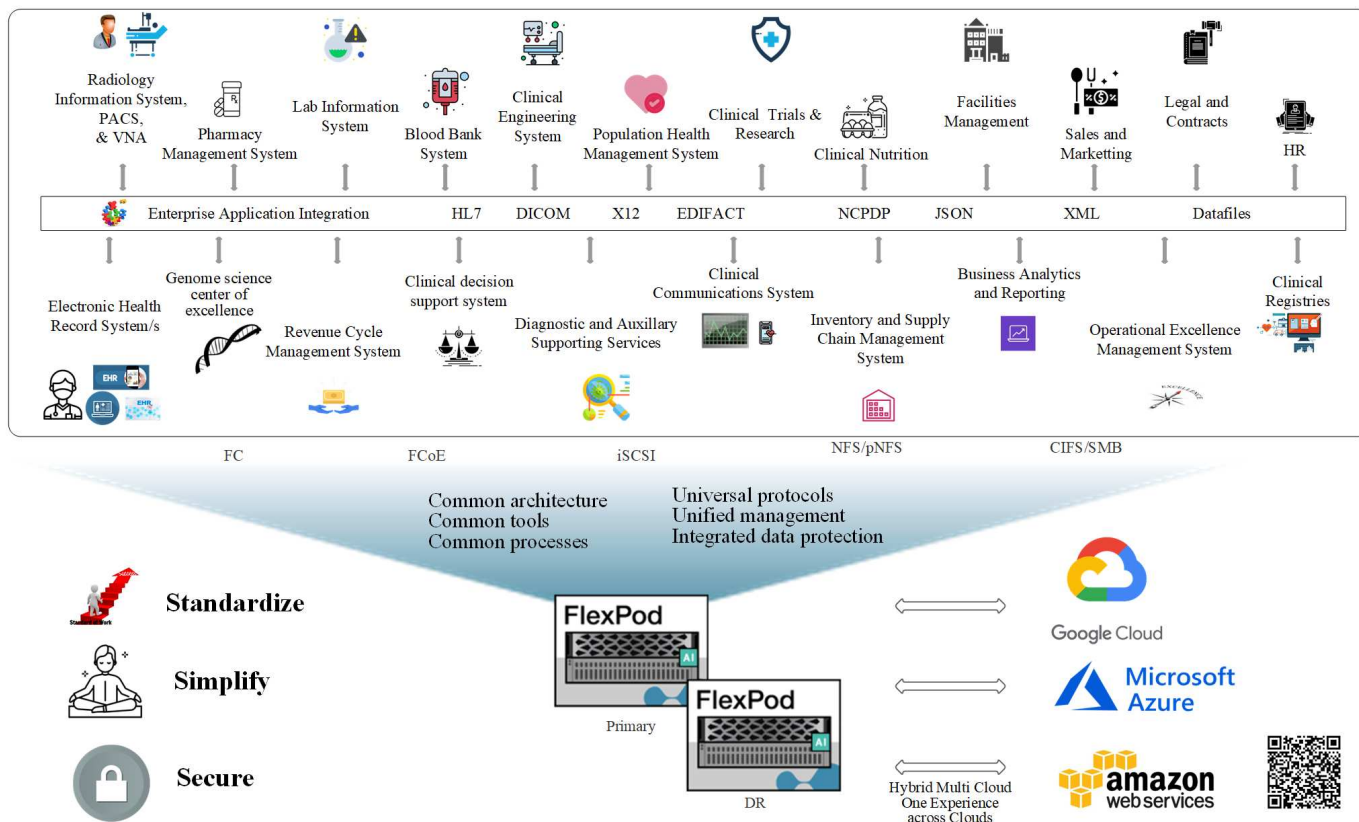 Radiology
Information System,
PACS,
& VNA
Pharmacy
Management System
Lab Information
System
Blood Bank
System
Clinical
Engineering
System
Population Health
Management System
Clinical Trials &
Research
Clinical Nutrition
Facilities
Management
Sales and
Marketting
Legal and
Contracts
HR
Enterprise Application Integration HL7 DICOM X12 EDIFACT NCPDP JSON XML Datafiles
Electronic Health
Record System/s
EHR
EHR
Genome science
center of
excellence
Revenue Cycle
Management System
Clinical decision
support system
Diagnostic and Auxillary
Supporting Services
Clinical
Communications System
Inventory and Supply
Chain Management
System
Business Analytics
and Reporting
Operational Excellence
Management System
EXCELLENCE
Clinical
Registries
FC FCoE iSCSI NFS/pNFS CIFS/SMB
Common architecture
Common tools
Common processes
Universal protocols
Unified management
Integrated data protection
Standardize
Simplify
Secure
FlexPod
AI
Primary
FlexPod
AI
DR
Google Cloud
Microsoft
Azure
amazon
web services
Hybrid Multi Cloud
One Experience
across Clouds